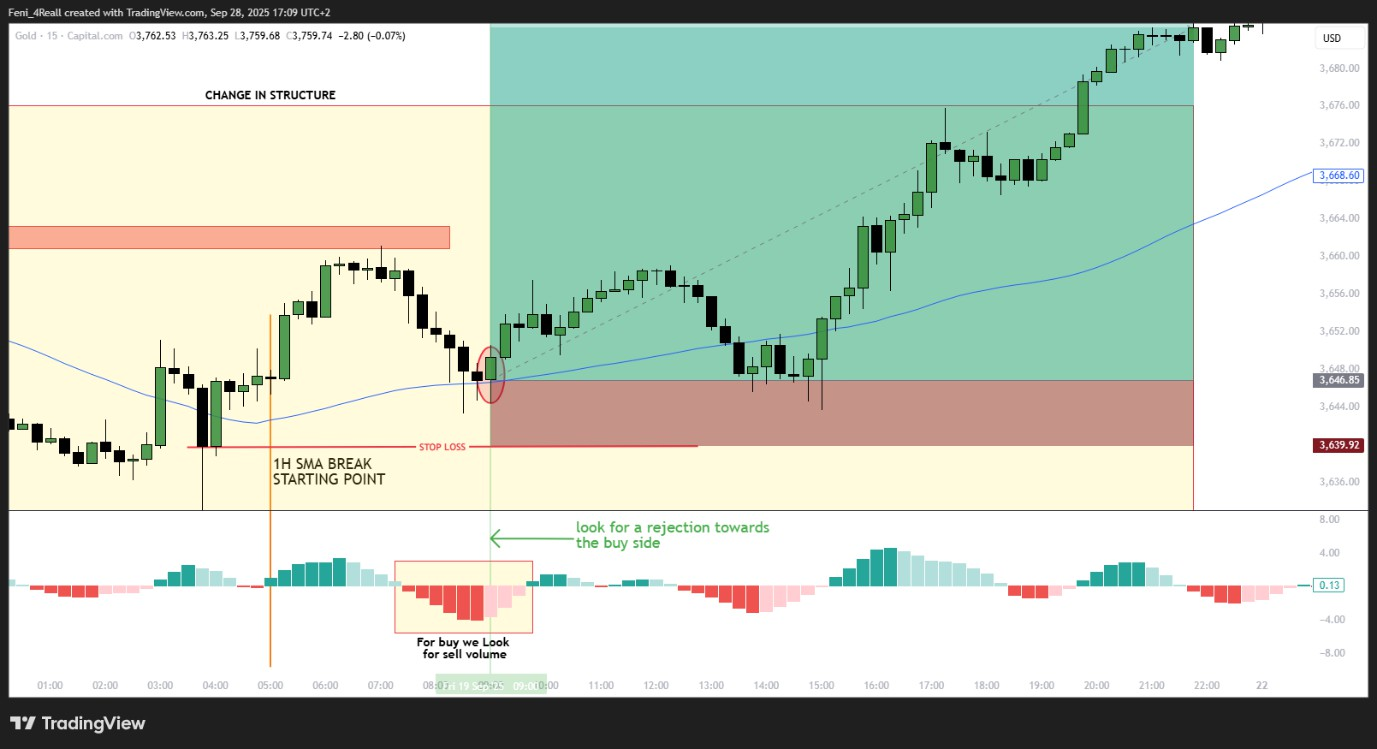 Feni_4Reall created with TradingView.com, Sep 28, 2025 17:09 UTC+2
Gold · 15 · Capital.com O3,762.53 H3,763.25 L3,759.68 C3,759.74 −2.80 (−0.07%)
USD
3,680.00
CHANGE IN STRUCTURE
3,676.00
3,672.00
3,668.60
3,664.00
3,660.00
3,656.00
3,652.00
3,648.00
3,646.85
3,644.00
STOP LOSS
3,639.92
1H SMA BREAK
STARTING POINT
3,636.00
8.00
look for a rejection towards
the buy side
4.00
0.13
−4.00
For buy we Look
for sell volume
−8.00
01:00 02:00 03:00 04:00 05:00 06:00 07:00 19 09:00 11:00 12:00 13:00 14:00 15:00 16:00 17:00 18:00 19:00 20:00 21:00 22:00 22
TradingView